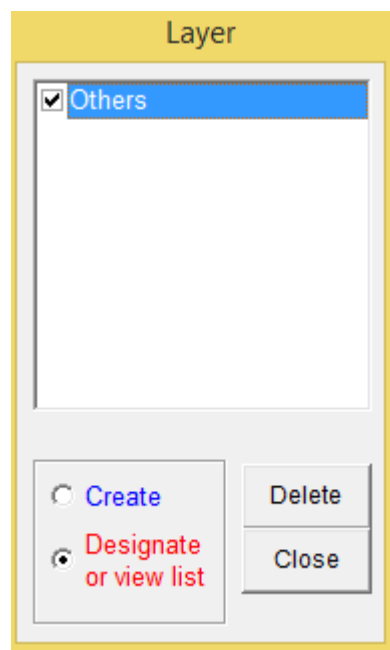 Layer
Others
Create
Delete
Designate
or view list
Close